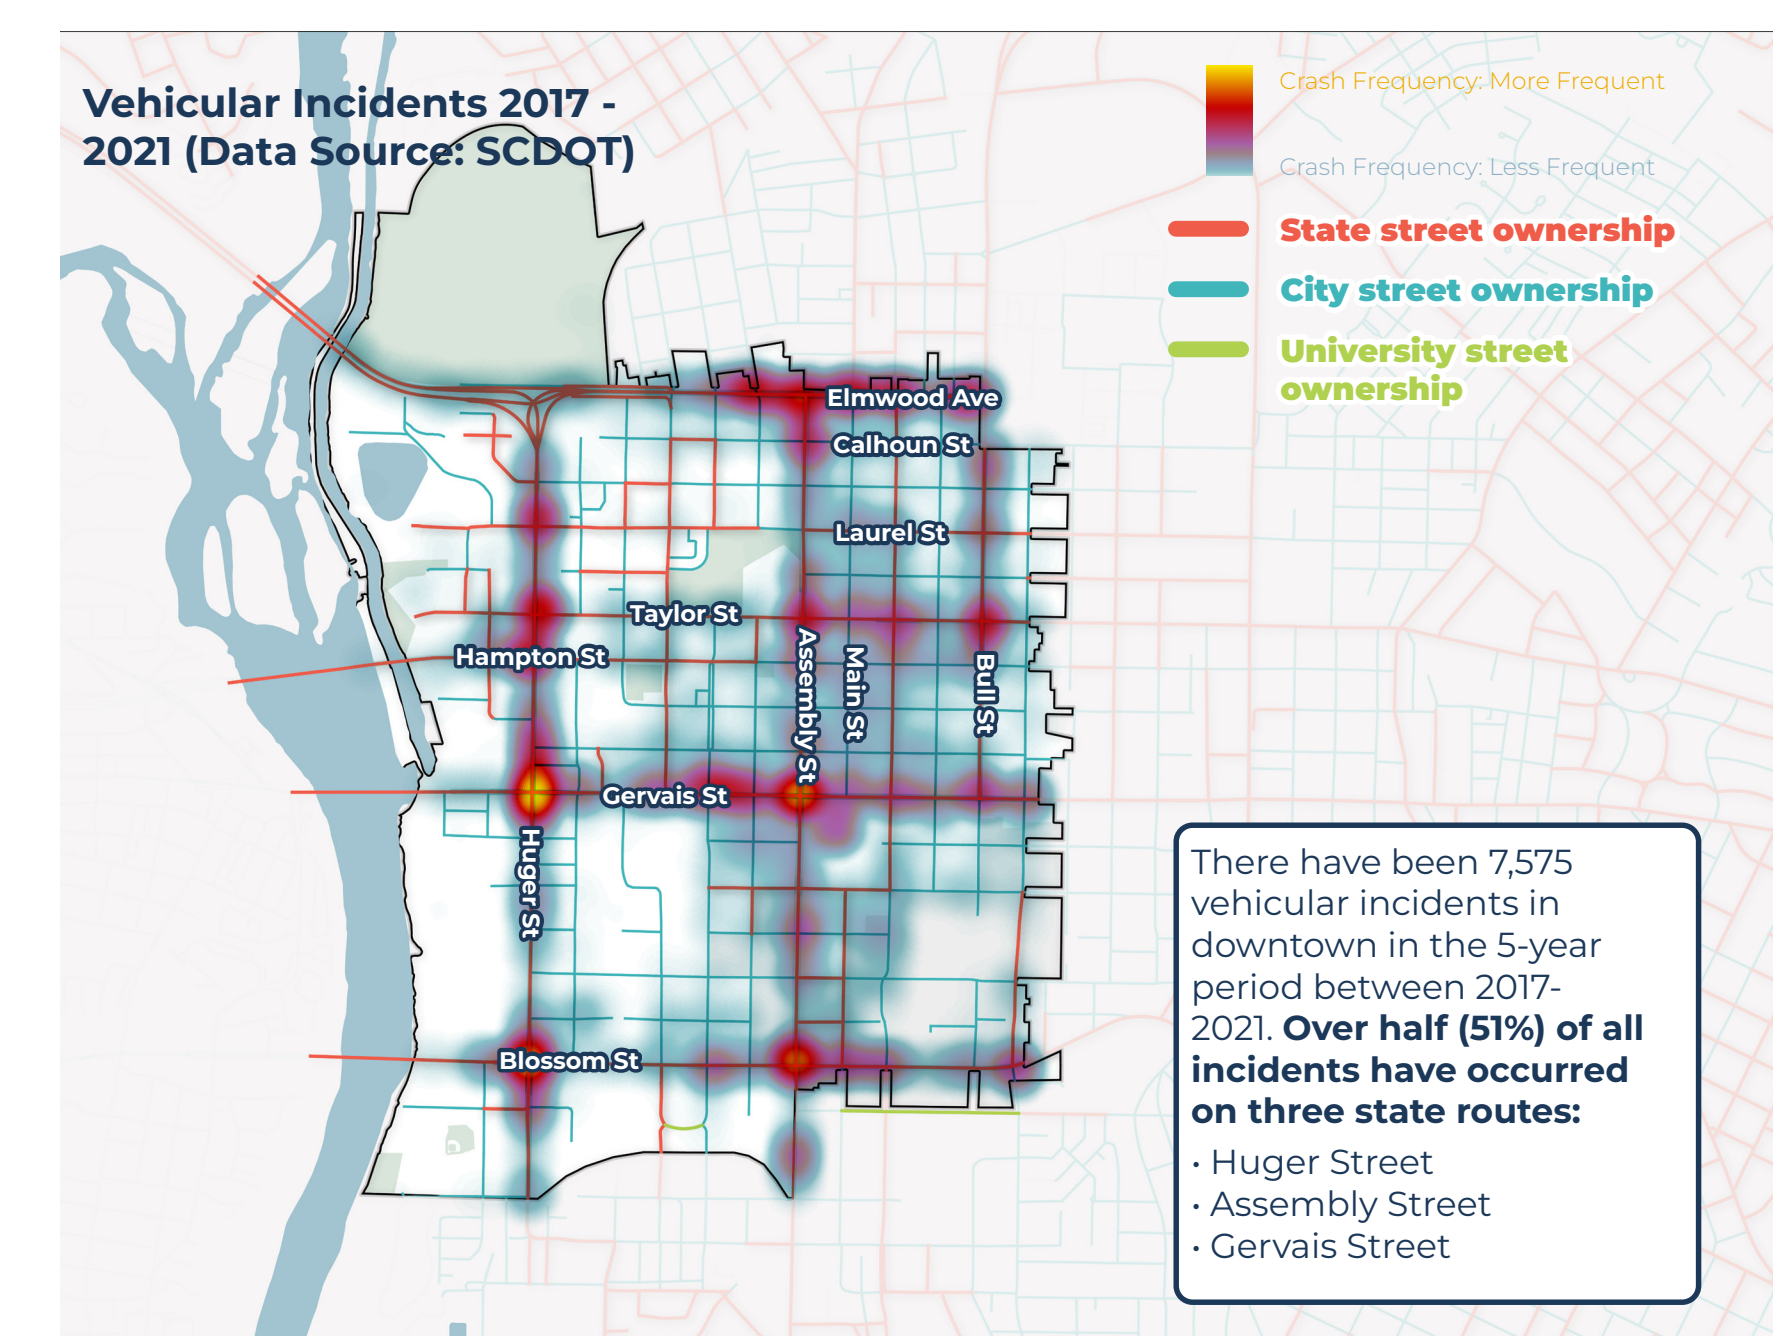 Vehicular Incidents 2017 -
2021 (Data Source: SCDOT)
Crash Frequency: More Frequent
Crash Frequency: Less Frequent
State street ownership
City street ownership
University street
ownership
Elmwood Ave
Calhoun St
Laurel St
Taylor St
Hampton St
Assembly St
Main St
Bull St
Gervais St
Huger St
Blossom St
There have been 7,575
vehicular incidents in
downtown in the 5-year
period between 2017-
2021. Over half (51%) of all
incidents have occurred
on three state routes:
• Huger Street
• Assembly Street
• Gervais Street